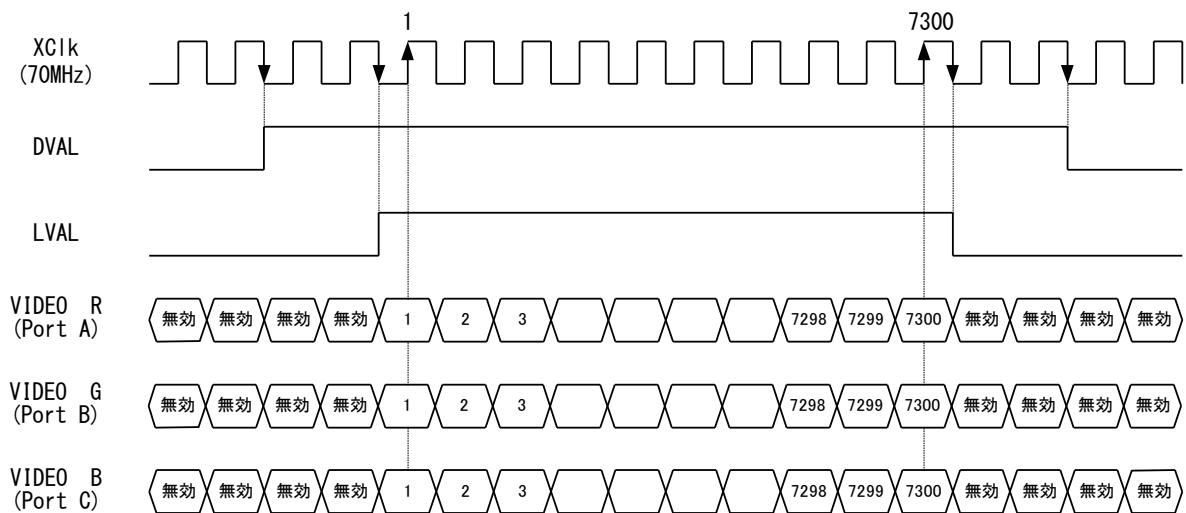 1 7300
XClk
(70MHz)
DVAL
LVAL
VIDEO R
(Port A)
無効 無効 無効 無効 1 2 3 7298 7299 7300 無効 無効 無効 無効
VIDEO G
(Port B)
無効 無効 無効 無効 1 2 3 7298 7299 7300 無効 無効 無効 無効
VIDEO B
(Port C)
無効 無効 無効 無効 1 2 3 7298 7299 7300 無効 無効 無効 無効